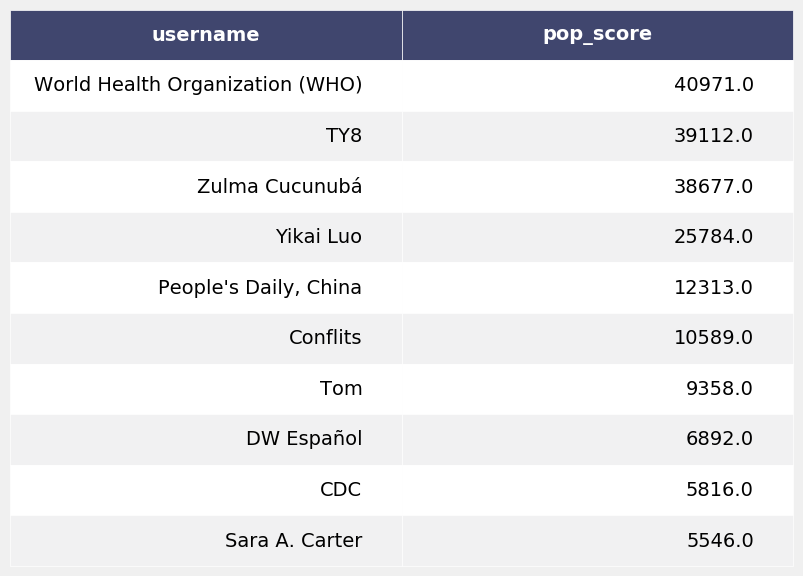 username pop_score
World Health Organization (WHO) 40971.0
TY8 39112.0
Zulma Cucunubá 38677.0
Yikai Luo 25784.0
People's Daily, China 12313.0
Conflits 10589.0
Tom 9358.0
DW Español 6892.0
CDC 5816.0
Sara A. Carter 5546.0